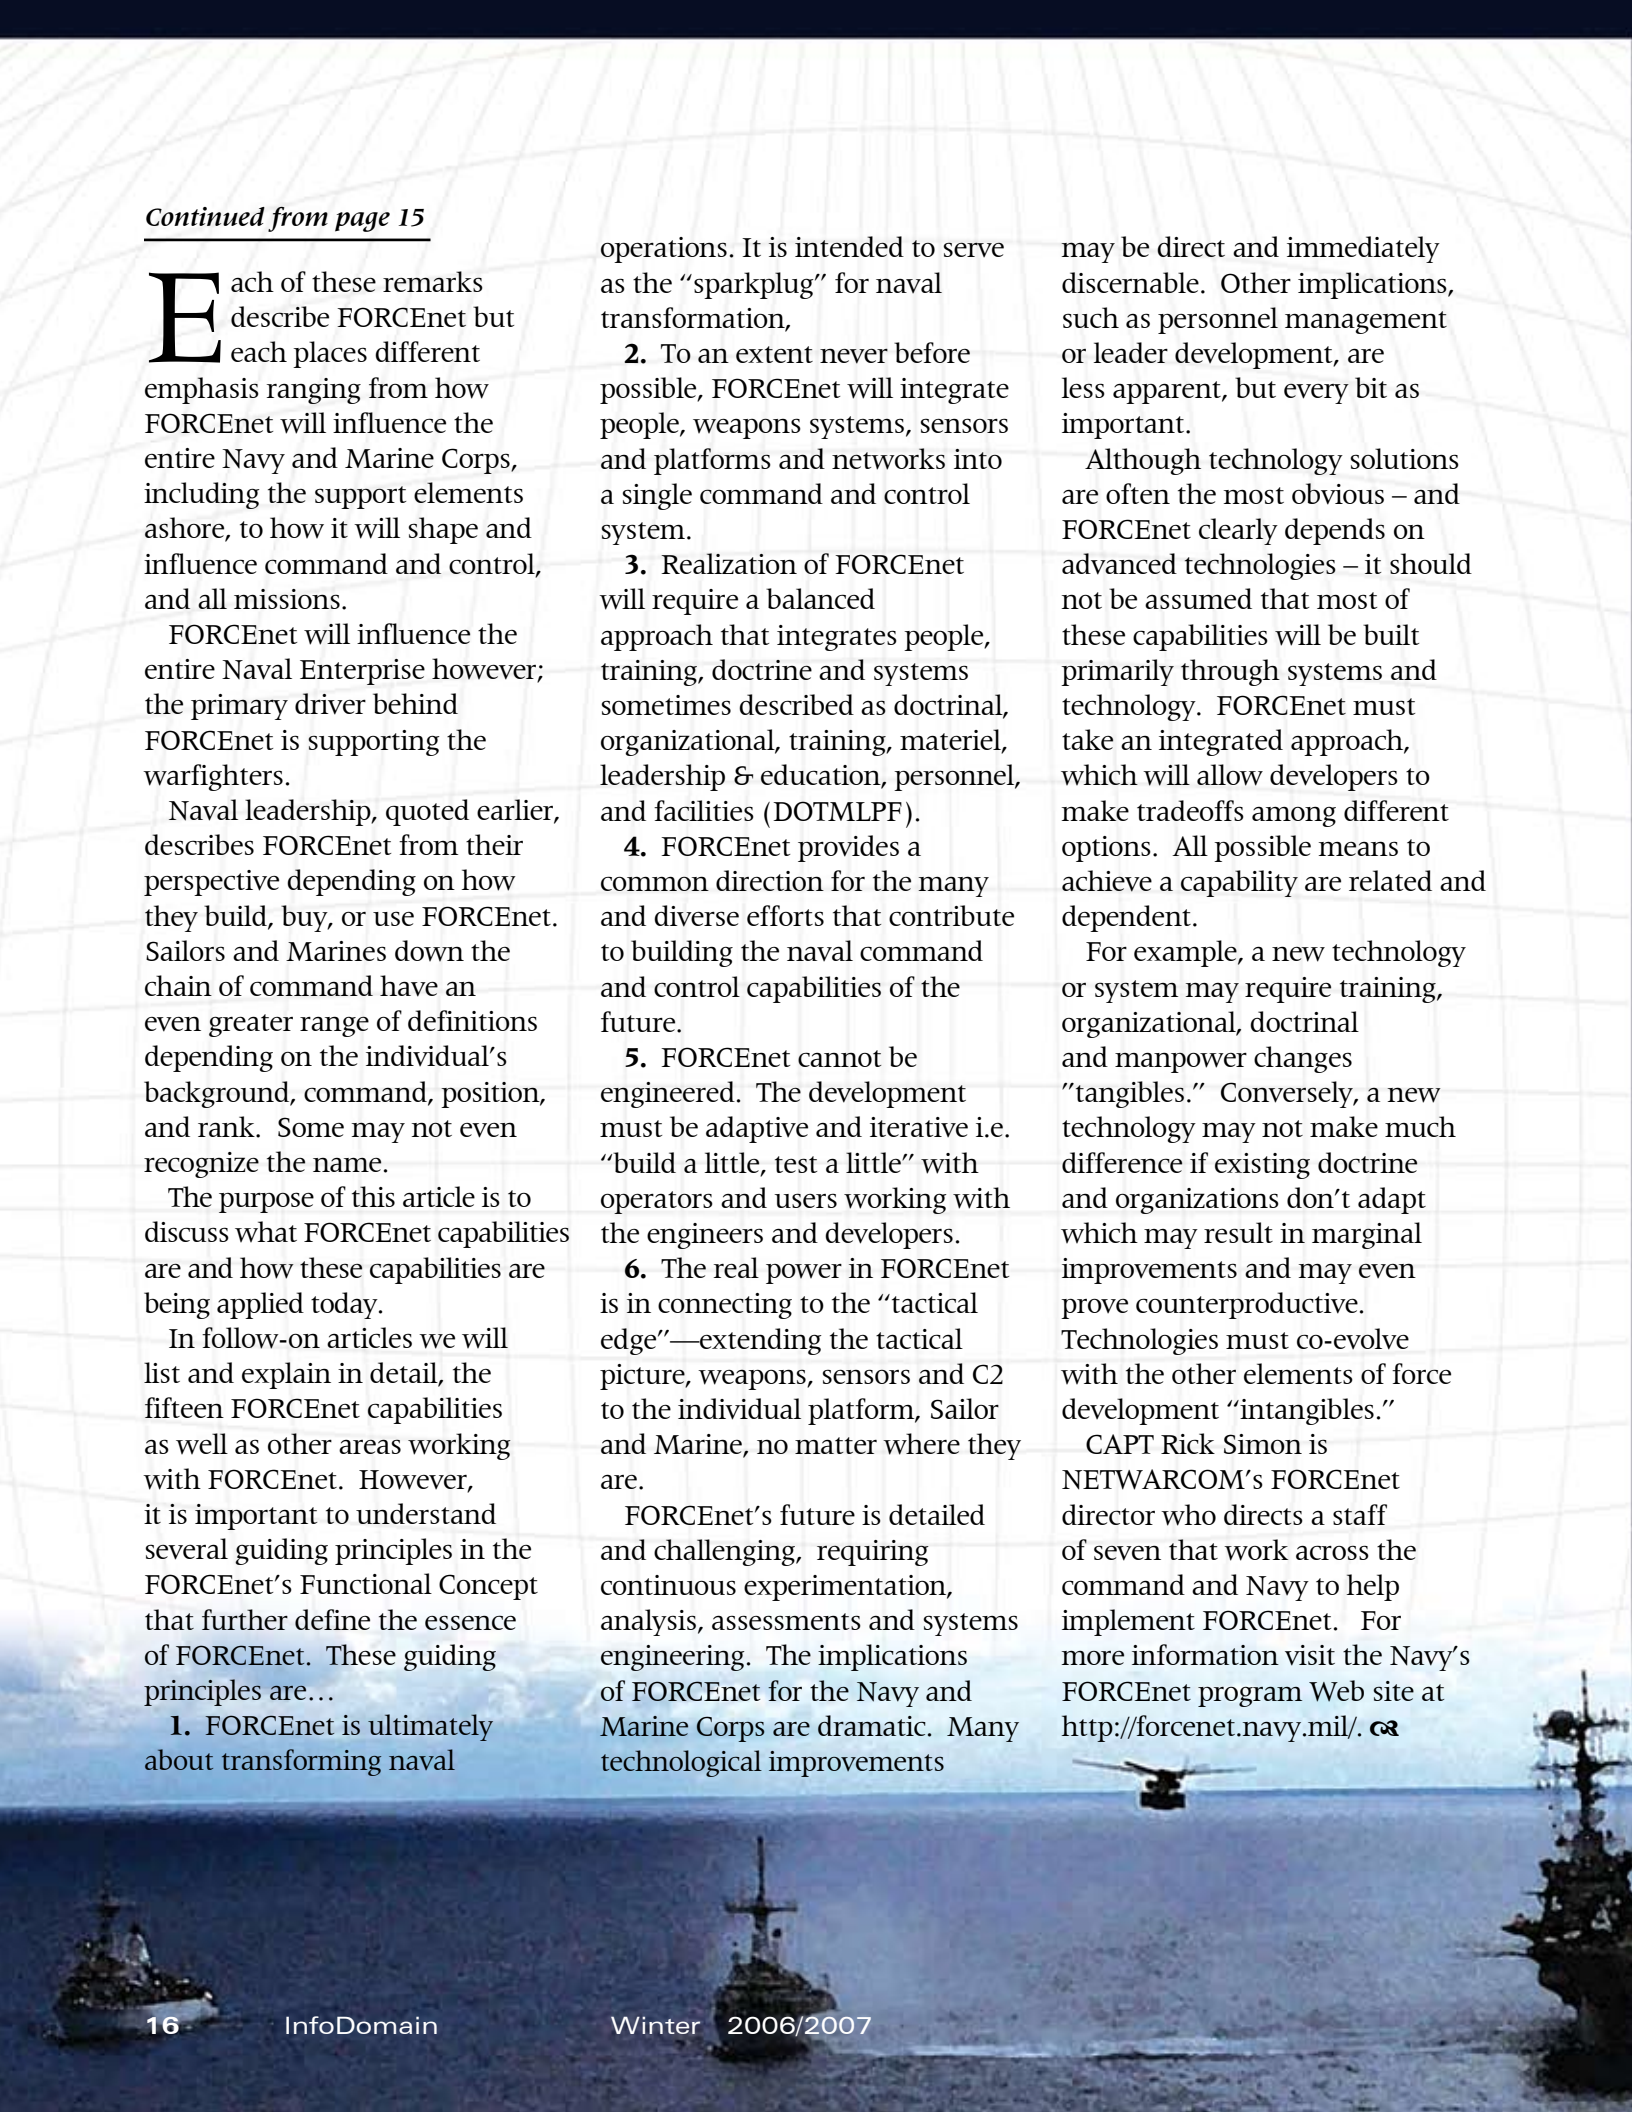 Continued from page 15
Each of these remarks
describe FORCEnet but
each places different
emphasis ranging from how
FORCEnet will influence the
entire Navy and Marine Corps,
including the support elements
ashore, to how it will shape and
influence command and control,
and all missions.
FORCEnet will influence the
entire Naval Enterprise however;
the primary driver behind
FORCEnet is supporting the
warfighters.
Naval leadership, quoted earlier,
describes FORCEnet from their
perspective depending on how
they build, buy, or use FORCEnet.
Sailors and Marines down the
chain of command have an
even greater range of definitions
depending on the individual's
background, command, position,
and rank.  Some may not even
recognize the name.
The purpose of this article is to
discuss what FORCEnet capabilities
are and how these capabilities are
being applied today.
In follow-on articles we will
list and explain in detail, the
fifteen FORCEnet capabilities
as well as other areas working
with FORCEnet.  However,
it is important to understand
several guiding principles in the
FORCEnet's Functional Concept
that further define the essence
of FORCEnet.  These guiding
principles are…
1.  FORCEnet is ultimately
about transforming naval
operations. It is intended to serve
as the “sparkplug” for naval
transformation,
2.  To an extent never before
possible, FORCEnet will integrate
people, weapons systems, sensors
and platforms and networks into
a single command and control
system.
3.  Realization of FORCEnet
will require a balanced
approach that integrates people,
training, doctrine and systems
sometimes described as doctrinal,
organizational, training, materiel,
leadership & education, personnel,
and facilities (DOTMLPF).
4.  FORCEnet provides a
common direction for the many
and diverse efforts that contribute
to building the naval command
and control capabilities of the
future.
5.  FORCEnet cannot be
engineered.  The development
must be adaptive and iterative i.e.
“build a little, test a little” with
operators and users working with
the engineers and developers.
6.  The real power in FORCEnet
is in connecting to the “tactical
edge”—extending the tactical
picture, weapons, sensors and C2
to the individual platform, Sailor
and Marine, no matter where they
are.
FORCEnet's future is detailed
and challenging,  requiring
continuous experimentation,
analysis, assessments and systems
engineering.  The implications
of FORCEnet for the Navy and
Marine Corps are dramatic.  Many
technological improvements
may be direct and immediately
discernable.  Other implications,
such as personnel management
or leader development, are
less apparent, but every bit as
important.
Although technology solutions
are often the most obvious – and
FORCEnet clearly depends on
advanced technologies – it should
not be assumed that most of
these capabilities will be built
primarily through systems and
technology.  FORCEnet must
take an integrated approach,
which will allow developers to
make tradeoffs among different
options.  All possible means to
achieve a capability are related and
dependent.
For example, a new technology
or system may require training,
organizational, doctrinal
and manpower changes
”tangibles.”  Conversely, a new
technology may not make much
difference if existing doctrine
and organizations don't adapt
which may result in marginal
improvements and may even
prove counterproductive.
Technologies must co-evolve
with the other elements of force
development “intangibles.”
CAPT Rick Simon is
NETWARCOM's FORCEnet
director who directs a staff
of seven that work across the
command and Navy to help
implement FORCEnet.   For
more information visit the Navy's
FORCEnet program Web site at
http://forcenet.navy.mil/.
16 InfoDomain Winter 2006/2007